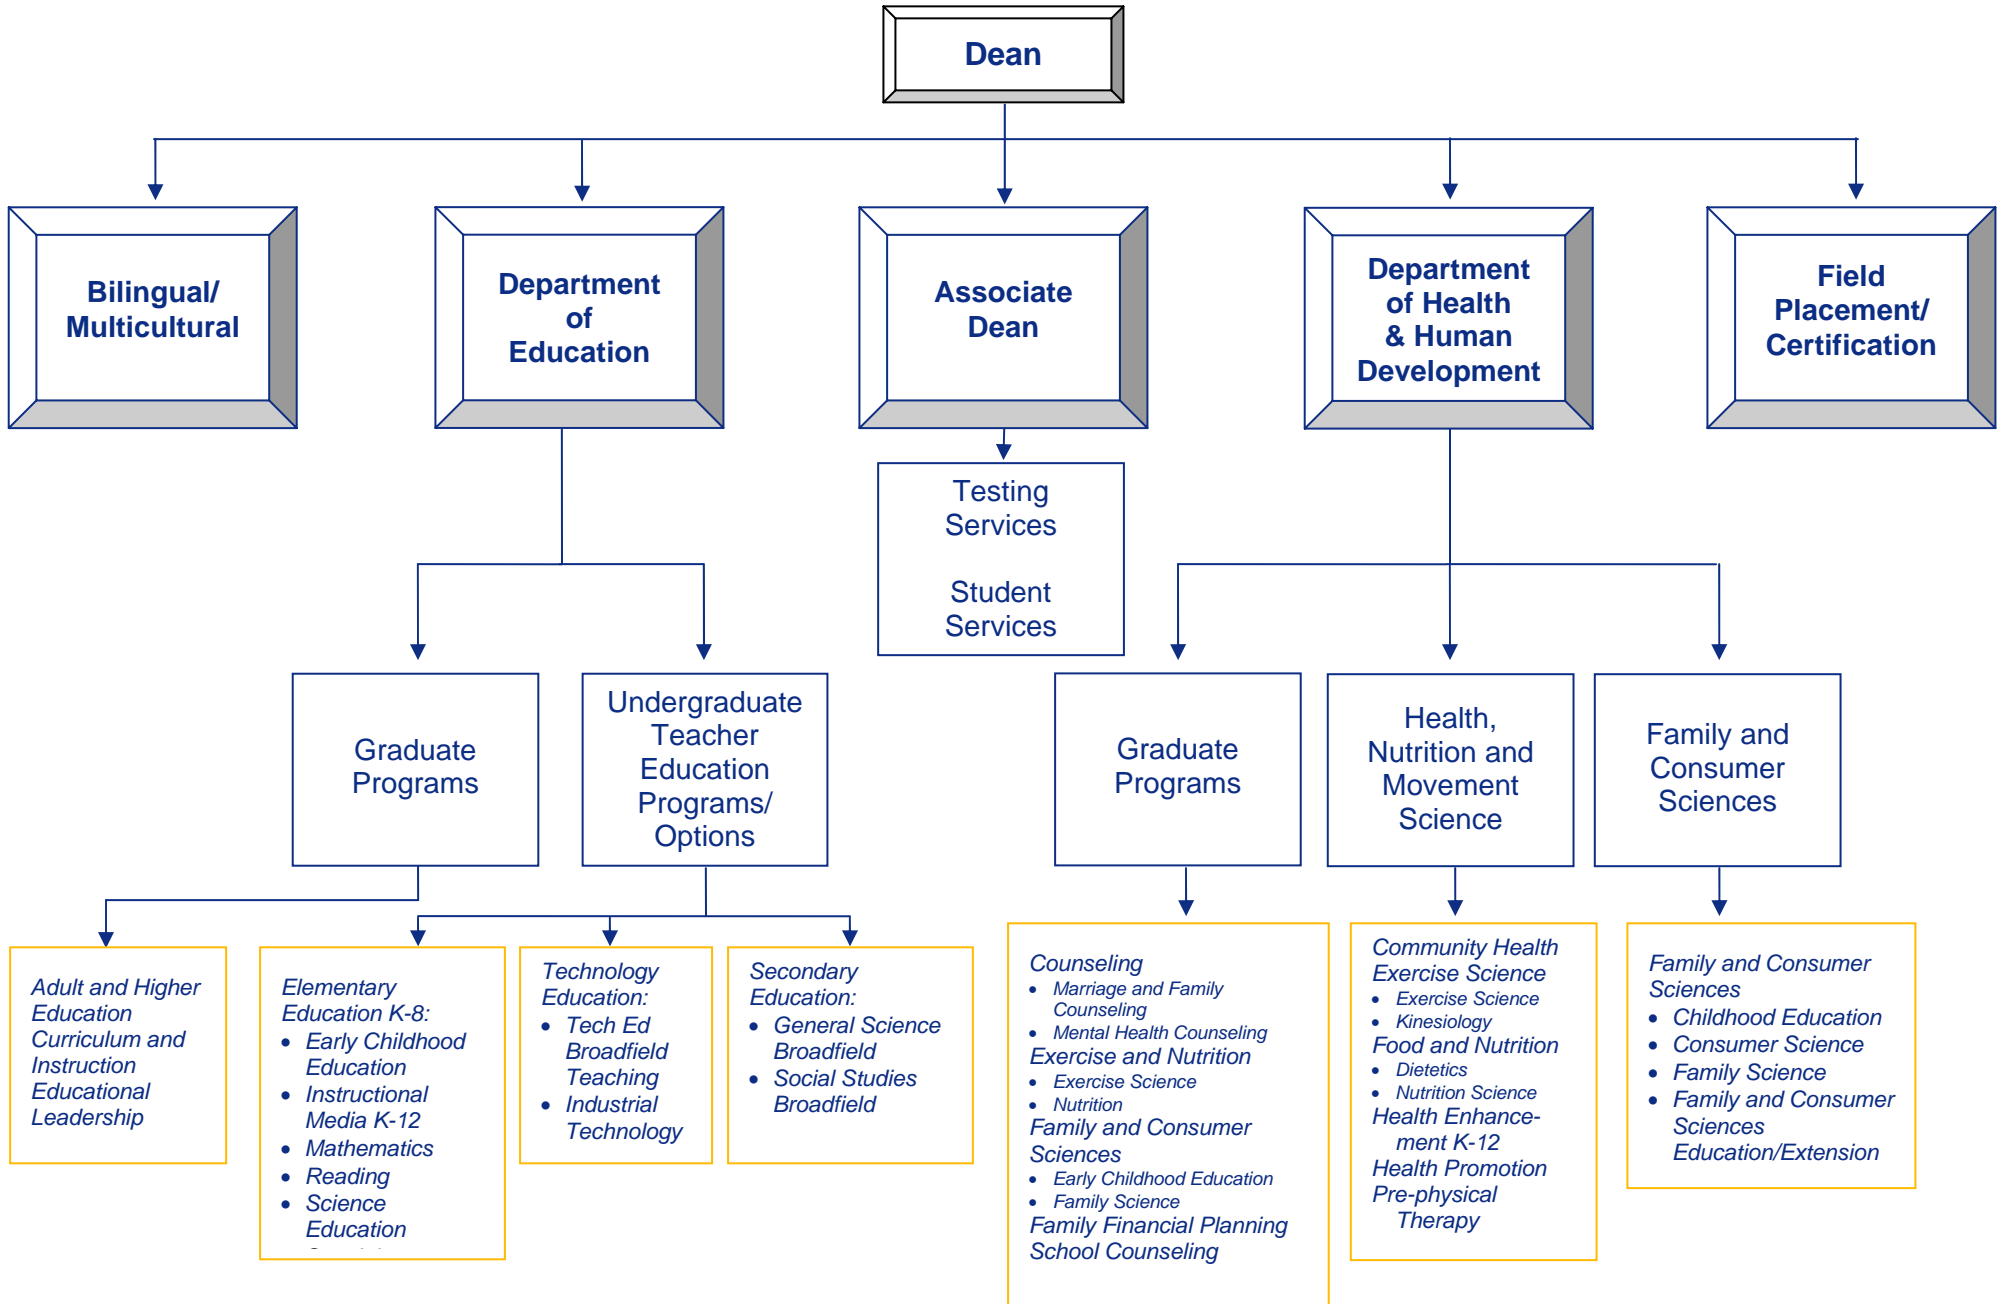 Dean
Bilingual/
Multicultural
Department
of
Education
Associate
Dean
Department
of Health
& Human
Development
Field
Placement/
Certification
Testing
Services
Student
Services
Graduate
Programs
Undergraduate
Teacher
Education
Programs/
Options
Graduate
Programs
Health,
Nutrition and
Movement
Science
Family and
Consumer
Sciences
Adult and Higher
Education
Curriculum and
Instruction
Educational
Leadership
Elementary
Education K-8:
• Early Childhood
Education
• Instructional
Media K-12
• Mathematics
• Reading
• Science
Education
Technology
Education:
• Tech Ed
Broadfield
Teaching
• Industrial
Technology
Secondary
Education:
• General Science
Broadfield
• Social Studies
Broadfield
Counseling
• Marriage and Family
Counseling
• Mental Health Counseling
Exercise and Nutrition
• Exercise Science
• Nutrition
Family and Consumer
Sciences
• Early Childhood Education
• Family Science
Family Financial Planning
School Counseling
Community Health
Exercise Science
• Exercise Science
• Kinesiology
Food and Nutrition
• Dietetics
• Nutrition Science
Health Enhance-
ment K-12
Health Promotion
Pre-physical
Therapy
Family and Consumer
Sciences
• Childhood Education
• Consumer Science
• Family Science
• Family and Consumer
Sciences
Education/Extension